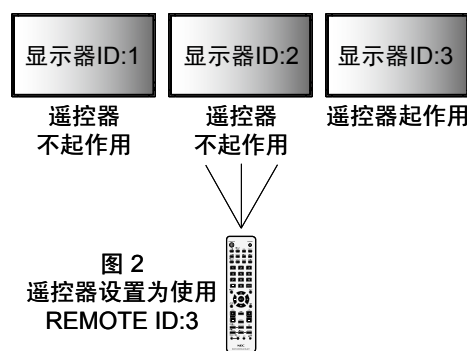 显示器ID:1
显示器ID:2
显示器ID:3
遥控器
不起作用
遥控器
不起作用
遥控器起作用
图 2
遥控器设置为使用
REMOTE ID:3
NEC